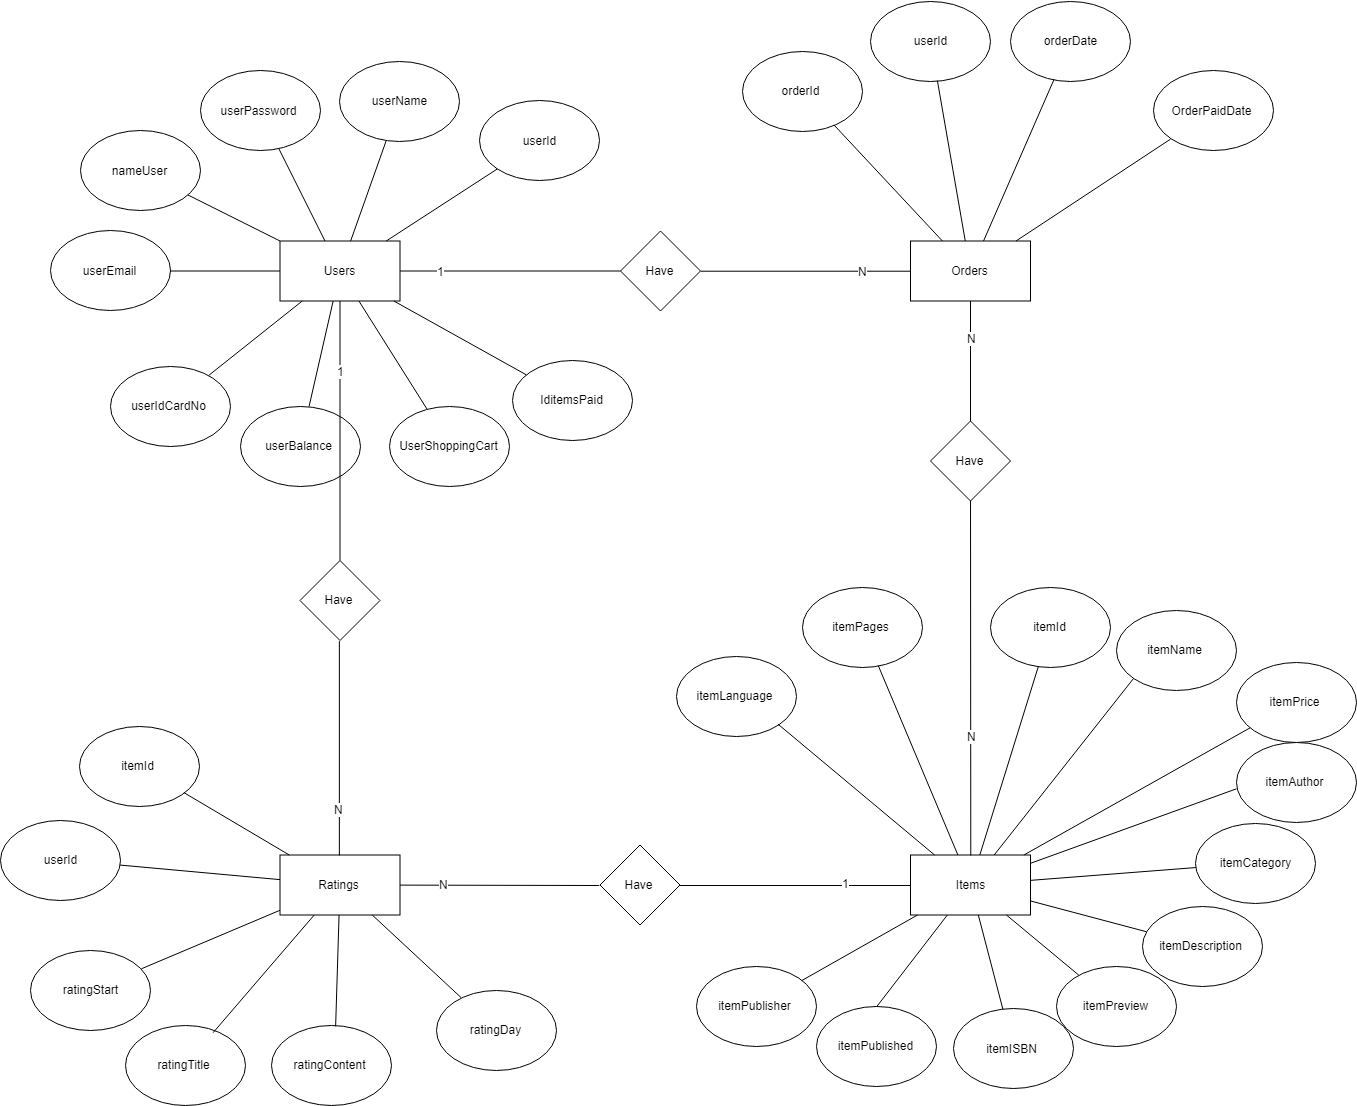 userId
orderDate
orderId
OrderPaidDate
userPassword
userName
userId
nameUser
userEmail
Users
1
Have
N
Orders
N
1
userIdCardNo
userBalance
UserShoppingCart
IditemsPaid
Have
Have
itemPages
itemId
itemName
itemLanguage
itemPrice
N
itemId
itemAuthor
N
userId
itemCategory
Ratings
N
Have
1
Items
itemDescription
ratingStart
itemPublisher
itemPreview
ratingDay
itemPublished
itemISBN
ratingTitle
ratingContent